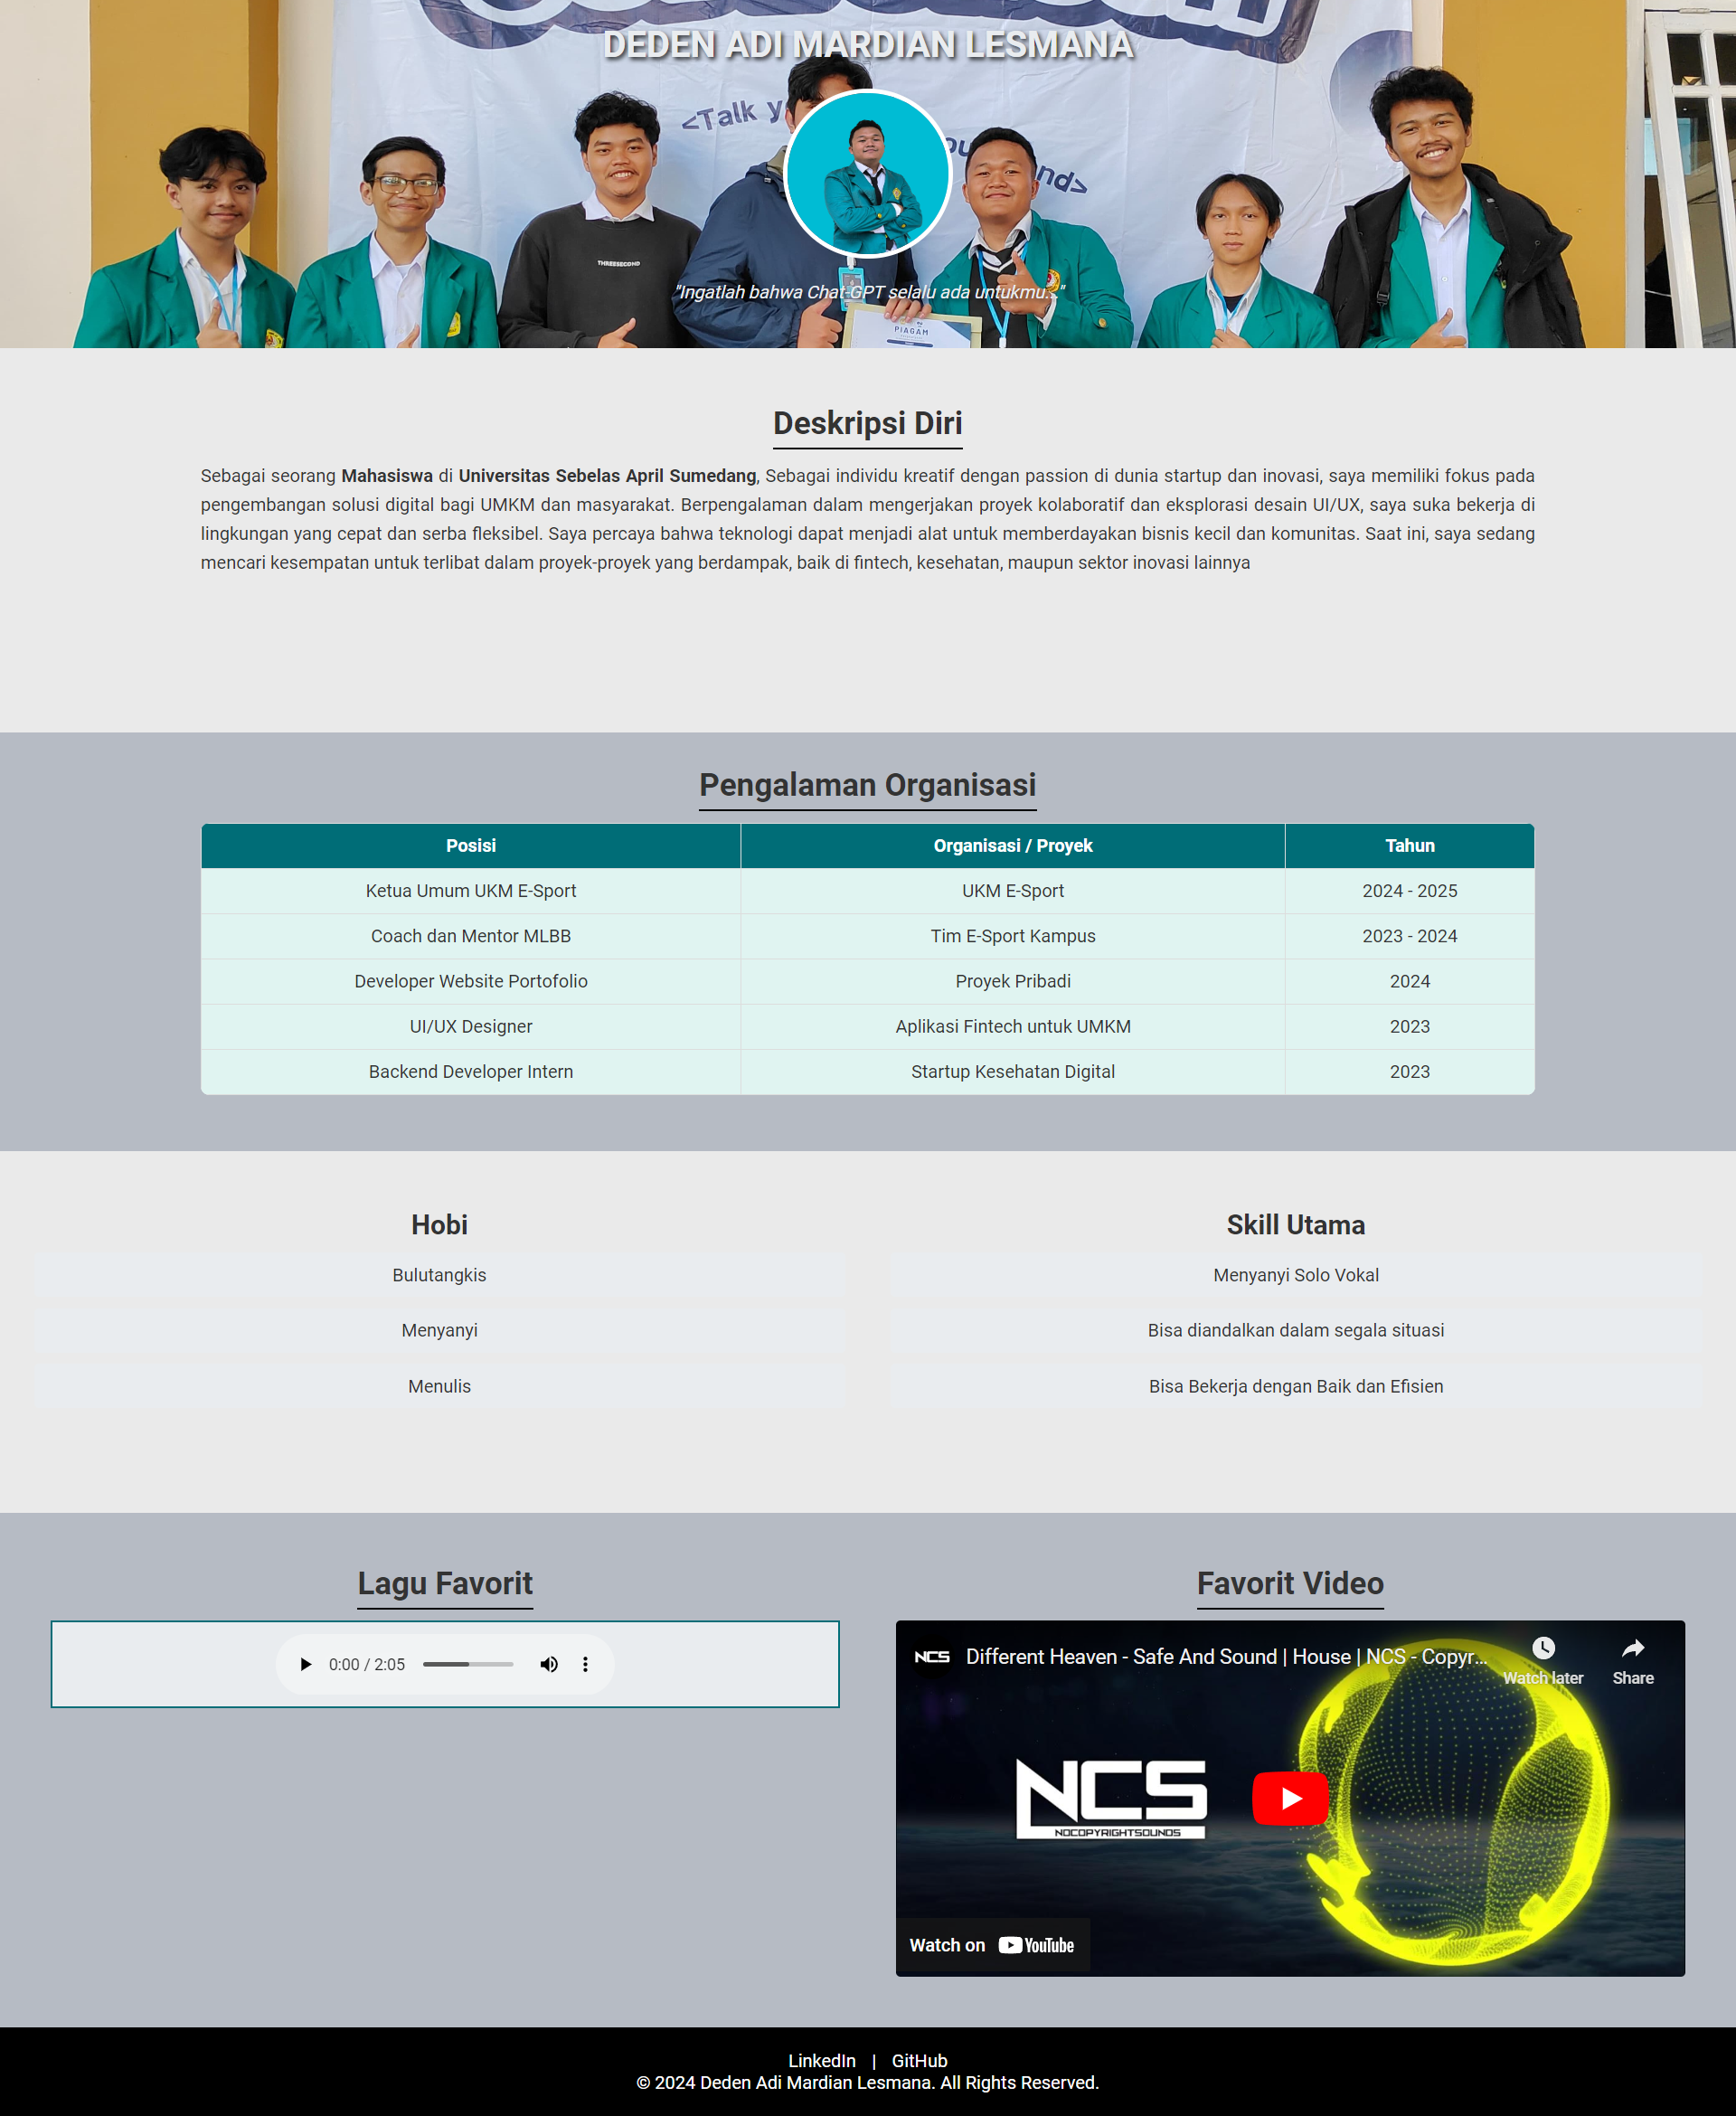 DEDEN ADI MARDIAN LESMANA
<Talk y
nd>
THREESECOND
"Ingatlah bahwa Chat-GPT selalu ada untukmu..."
PIAGAM
Deskripsi Diri
Sebagai seorang Mahasiswa di Universitas Sebelas April Sumedang, Sebagai individu kreatif dengan passion di dunia startup dan inovasi, saya memiliki fokus pada
pengembangan solusi digital bagi UMKM dan masyarakat. Berpengalaman dalam mengerjakan proyek kolaboratif dan eksplorasi desain UI/UX, saya suka bekerja di
lingkungan yang cepat dan serba fleksibel. Saya percaya bahwa teknologi dapat menjadi alat untuk memberdayakan bisnis kecil dan komunitas. Saat ini, saya sedang
mencari kesempatan untuk terlibat dalam proyek-proyek yang berdampak, baik di fintech, kesehatan, maupun sektor inovasi lainnya
Pengalaman Organisasi
Posisi Organisasi / Proyek Tahun
Ketua Umum UKM E-Sport UKM E-Sport 2024 - 2025
Coach dan Mentor MLBB Tim E-Sport Kampus 2023 - 2024
Developer Website Portofolio Proyek Pribadi 2024
UI/UX Designer Aplikasi Fintech untuk UMKM 2023
Backend Developer Intern Startup Kesehatan Digital 2023
Hobi
Bulutangkis
Menyanyi
Menulis
Skill Utama
Menyanyi Solo Vokal
Bisa diandalkan dalam segala situasi
Bisa Bekerja dengan Baik dan Efisien
Lagu Favorit
0:00 / 2:05
Favorit Video
NCS Different Heaven - Safe And Sound | House | NCS - Copyr...
Watch later Share
NCS
NOCOPYRIGHTSOUNDS
Watch on YouTube
LinkedIn | GitHub
© 2024 Deden Adi Mardian Lesmana. All Rights Reserved.